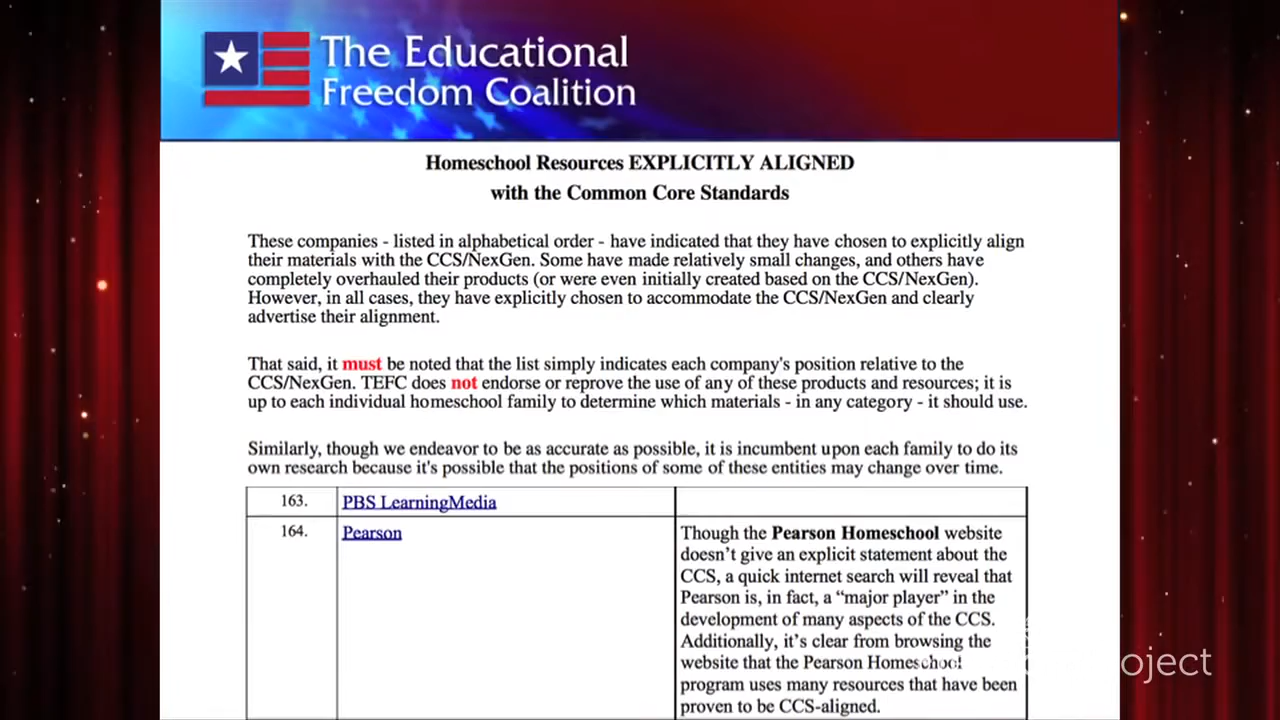 The Educational
Freedom Coalition
Homeschool Resources EXPLICITLY ALIGNED
with the Common Core Standards
These companies - listed in alphabetical order - have indicated that they have chosen to explicitly align
their materials with the CCS/NexGen. Some have made relatively small changes, and others have
completely overhauled their products (or were even initially created based on the CCS/NexGen).
However, in all cases, they have explicitly chosen to accommodate the CCS/NexGen and clearly
advertise their alignment.
That said, it must be noted that the list simply indicates each company's position relative to the
CCS/NexGen. TEFC does not endorse or reprove the use of any of these products and resources; it is
up to each individual homeschool family to determine which materials - in any category - it should use.
Similarly, though we endeavor to be as accurate as possible, it is incumbent upon each family to do its
own research because it's possible that the positions of some of these entities may change over time.
163. PBS LearningMedia
164. Pearson
Though the Pearson Homeschool website
doesn’t give an explicit statement about the
CCS, a quick internet search will reveal that
Pearson is, in fact, a “major player” in the
development of many aspects of the CCS.
Additionally, it’s clear from browsing the
website that the Pearson Homeschool
program uses many resources that have been
proven to be CCS-aligned.